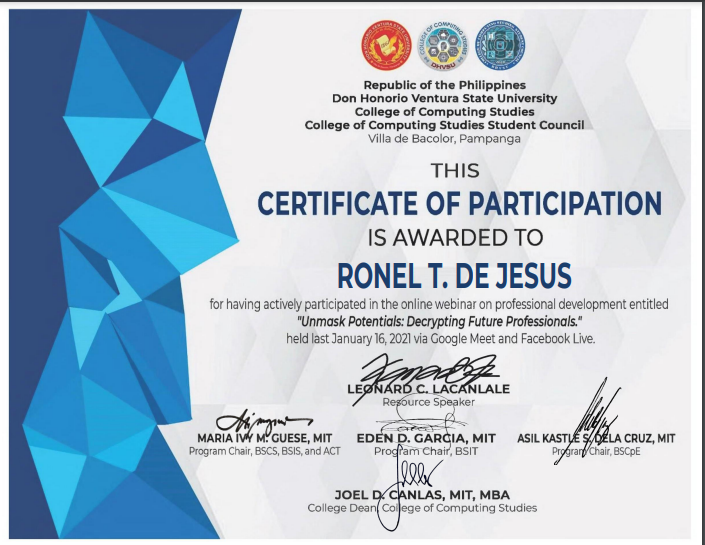 COLLEGE OF COMPUTING STUDIES
DHVSU
Republic of the Philippines
Don Honorio Ventura State University
College of Computing Studies
College of Computing Studies Student Council
Villa de Bacolor, Pampanga
THIS
CERTIFICATE OF PARTICIPATION
IS AWARDED TO
RONEL T. DE JESUS
for having actively participated in the online webinar on professional development entitled
"Unmask Potentials: Decrypting Future Professionals."
held last January 16, 2021 via Google Meet and Facebook Live.
LEONARD C. LACANLALE
Resource Speaker
MARIA IVY M. GUESE, MIT
EDEN D. GARCIA, MIT
ASIL KASTLE S. DELA CRUZ, MIT
Program Chair, BSCS, BSIS, and ACT
Program Chair, BSIT
Program Chair, BSCpE
JOEL D. CANLAS, MIT, MBA
College Dean, College of Computing Studies